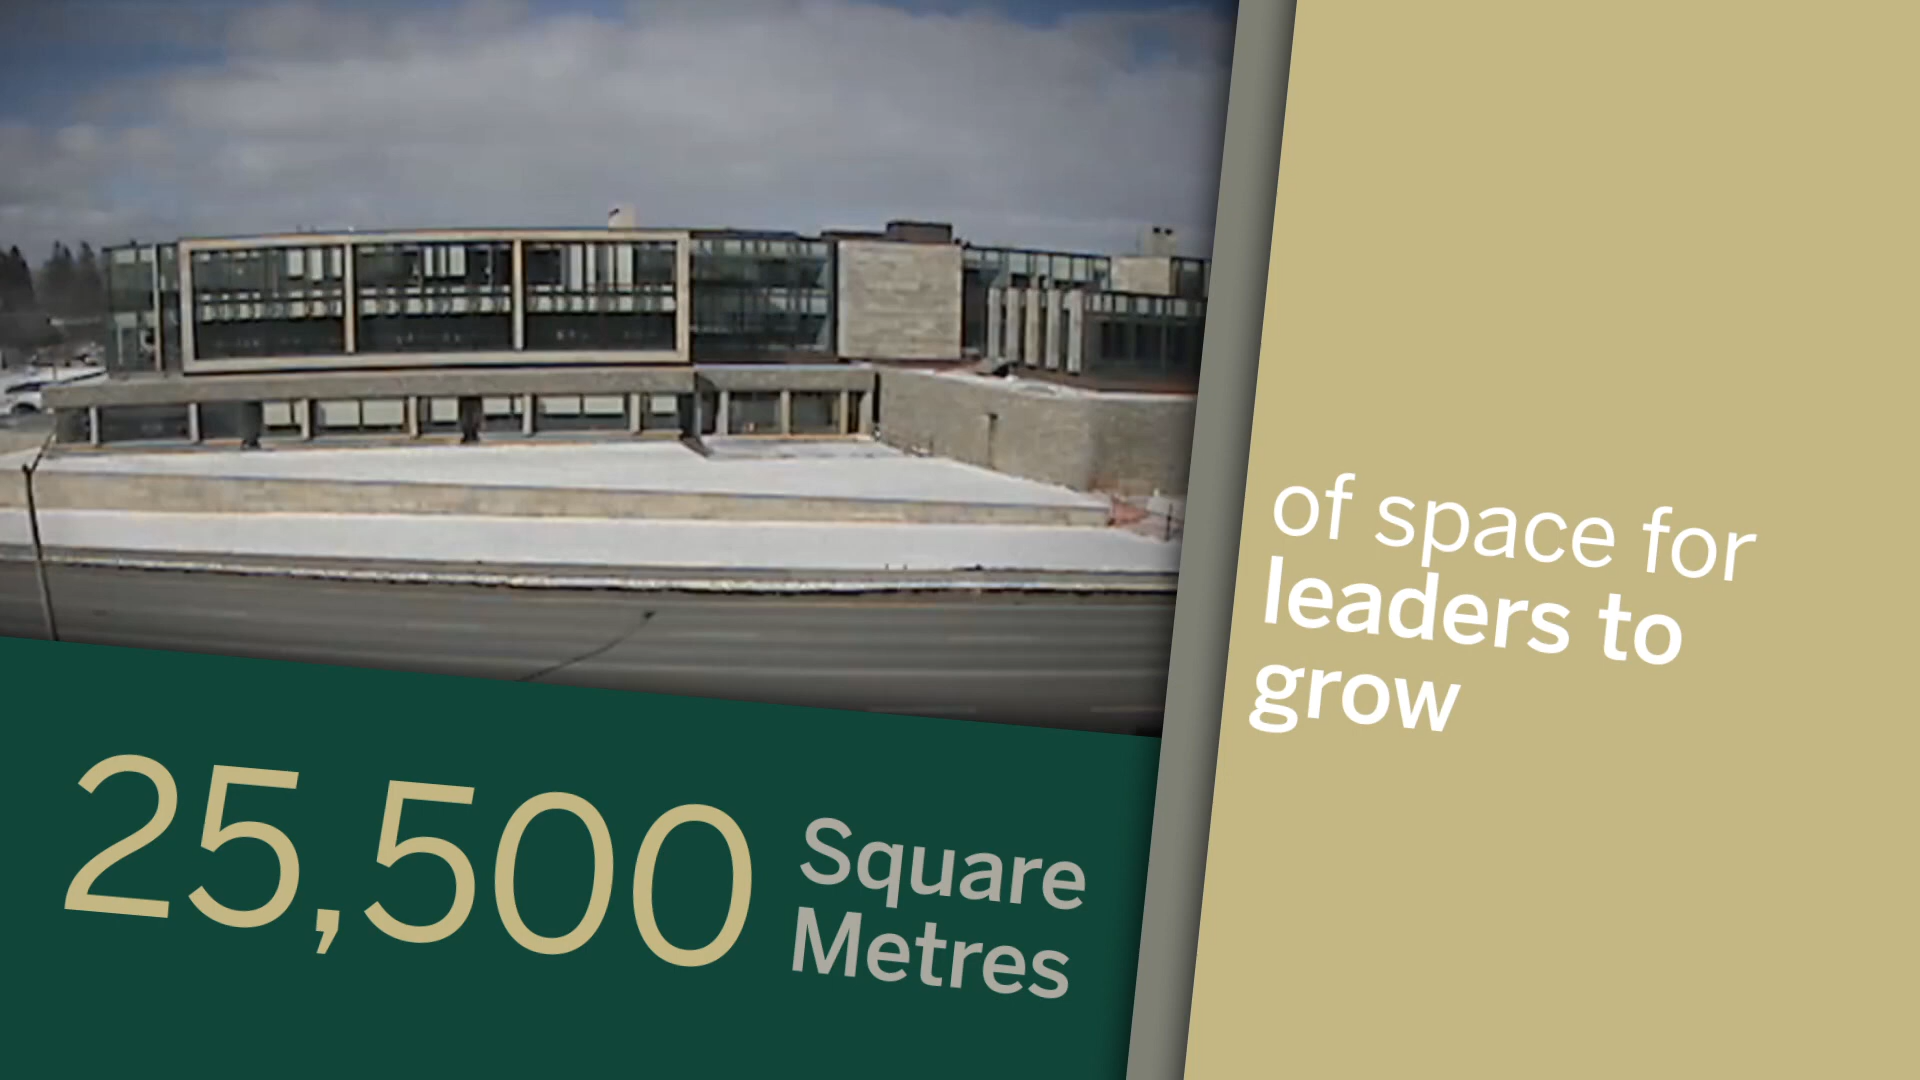 25,500
Square
Metres
of space for
leaders to
grow